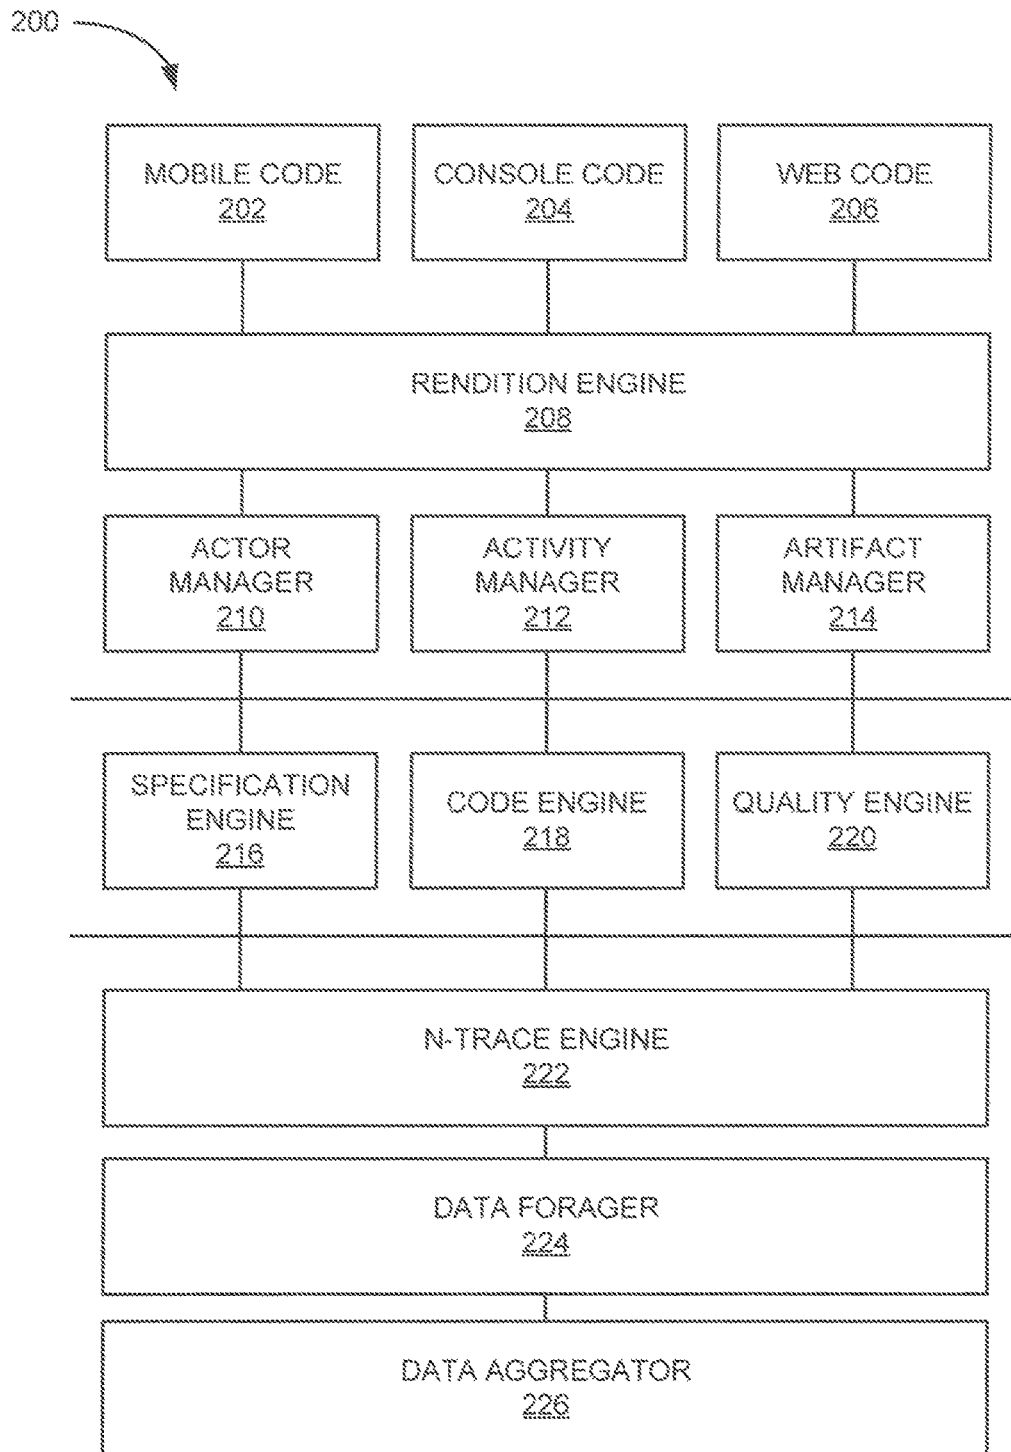 200
MOBILE CODE
202
CONSOLE CODE
204
WEB CODE
206
RENDITION ENGINE
208
ACTOR
MANAGER
210
ACTIVITY
MANAGER
212
ARTIFACT
MANAGER
214
SPECIFICATION
ENGINE
216
CODE ENGINE
218
QUALITY ENGINE
220
N-TRACE ENGINE
222
DATA FORAGER
224
DATA AGGREGATOR
226